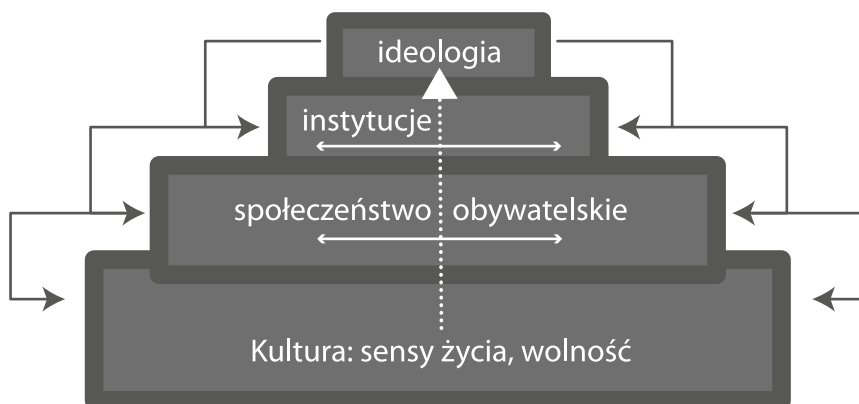 ideologia
instytucje
społeczeństwo obywatelskie
Kultura: sensy życia, wolność